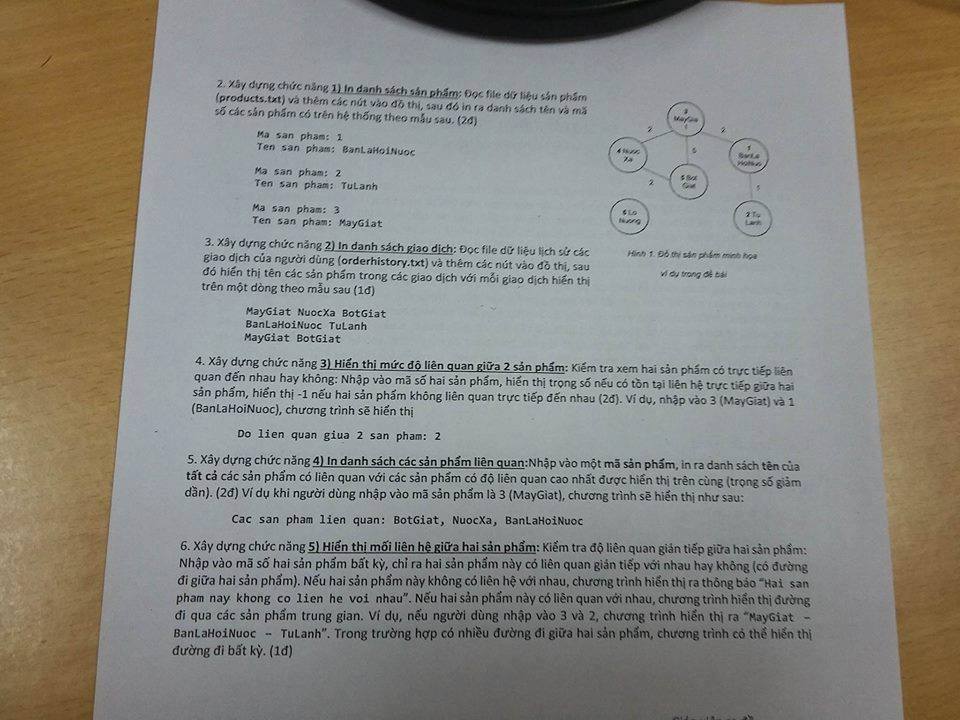 2. Xây dựng chức năng 1) In danh sách sản phẩm: Đọc file dữ liệu sản phẩm
(products.txt) và thêm các nút vào đồ thị, sau đó in ra danh sách tên và mã
số các sản phẩm có trên hệ thống theo mẫu sau. (2đ)
Ma san pham: 1
Ten san pham: BanLaHoiNuoc
Ma san pham: 2
Ten san pham: TuLanh
Ma san pham: 3
Ten san pham: MayGiat
3
MayGia
t
2
2
4 Nuoc
Xa
5
1
BanLa
HoiNuo
2
5 Bot
Giat
6 Lo
Nuong
2 Tu
Lanh
Hình 1. Đồ thị sản phẩm minh họa
ví dụ trong đề bài
3. Xây dựng chức năng 2) In danh sách giao dịch: Đọc file dữ liệu lịch sử các
giao dịch của người dùng (orderhistory.txt) và thêm các nút vào đồ thị, sau
đó hiển thị tên các sản phẩm trong các giao dịch với mỗi giao dịch hiển thị
trên một dòng theo mẫu sau (1đ)
MayGiat NuocXa BotGiat
BanLaHoiNuoc TuLanh
MayGiat BotGiat
4. Xây dựng chức năng 3) Hiển thị mức độ liên quan giữa 2 sản phẩm: Kiểm tra xem hai sản phẩm có trực tiếp liên
quan đến nhau hay không: Nhập vào mã số hai sản phẩm, hiển thị trọng số nếu có tồn tại liên hệ trực tiếp giữa hai
sản phẩm, hiển thị -1 nếu hai sản phẩm không liên quan trực tiếp đến nhau (2đ). Ví dụ, nhập vào 3 (MayGiat) và 1
(BanLaHoiNuoc), chương trình sẽ hiển thị
Do lien quan giua 2 san pham: 2
5. Xây dựng chức năng 4) In danh sách các sản phẩm liên quan:Nhập vào một mã sản phẩm, in ra danh sách tên của
tất cả các sản phẩm có liên quan với các sản phẩm có độ liên quan cao nhất được hiển thị trên cùng (trọng số giảm
dần). (2đ) Ví dụ khi người dùng nhập vào mã sản phẩm là 3 (MayGiat), chương trình sẽ hiển thị như sau:
Cac san pham lien quan: BotGiat, NuocXa, BanLaHoiNuoc
6. Xây dựng chức năng 5) Hiển thị mối liên hệ giữa hai sản phẩm: Kiểm tra độ liên quan gián tiếp giữa hai sản phẩm:
Nhập vào mã số hai sản phẩm bất kỳ, chỉ ra hai sản phẩm này có liên quan gián tiếp với nhau hay không (có đường
đi giữa hai sản phẩm). Nếu hai sản phẩm này không có liên hệ với nhau, chương trình hiển thị ra thông báo “Hai san
pham nay khong co lien he voi nhau”. Nếu hai sản phẩm này có liên quan với nhau, chương trình hiển thị đường
đi qua các sản phẩm trung gian. Ví dụ, nếu người dùng nhập vào 3 và 2, chương trình hiển thị ra “MayGiat –
BanLaHoiNuoc – TuLanh”. Trong trường hợp có nhiều đường đi giữa hai sản phẩm, chương trình có thể hiển thị
đường đi bất kỳ. (1đ)